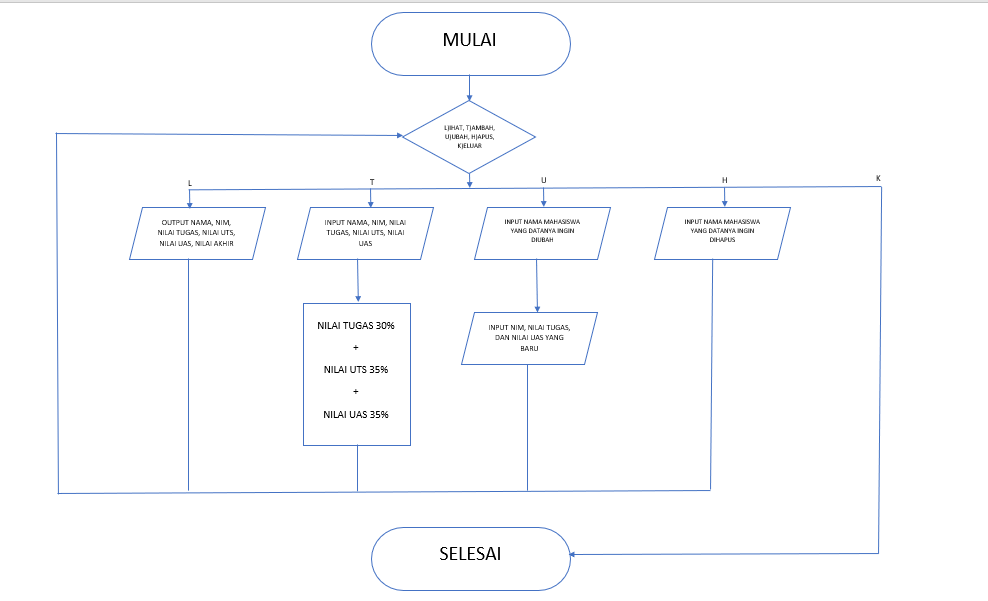 MULAI
L)IHAT, T)AMBAH,
U)UBAH, H)APUS,
K)ELUAR
L
T
U
H
K
OUTPUT NAMA, NIM,
NILAI TUGAS, NILAI UTS,
NILAI UAS, NILAI AKHIR
INPUT NAMA, NIM, NILAI
TUGAS, NILAI UTS, NILAI
UAS
INPUT NAMA MAHASISWA
YANG DATANYA INGIN
DIUBAH
INPUT NAMA MAHASISWA
YANG DATANYA INGIN
DIHAPUS
NILAI TUGAS 30%
+
NILAI UTS 35%
+
NILAI UAS 35%
INPUT NIM, NILAI TUGAS,
DAN NILAI UAS YANG
BARU
SELESAI